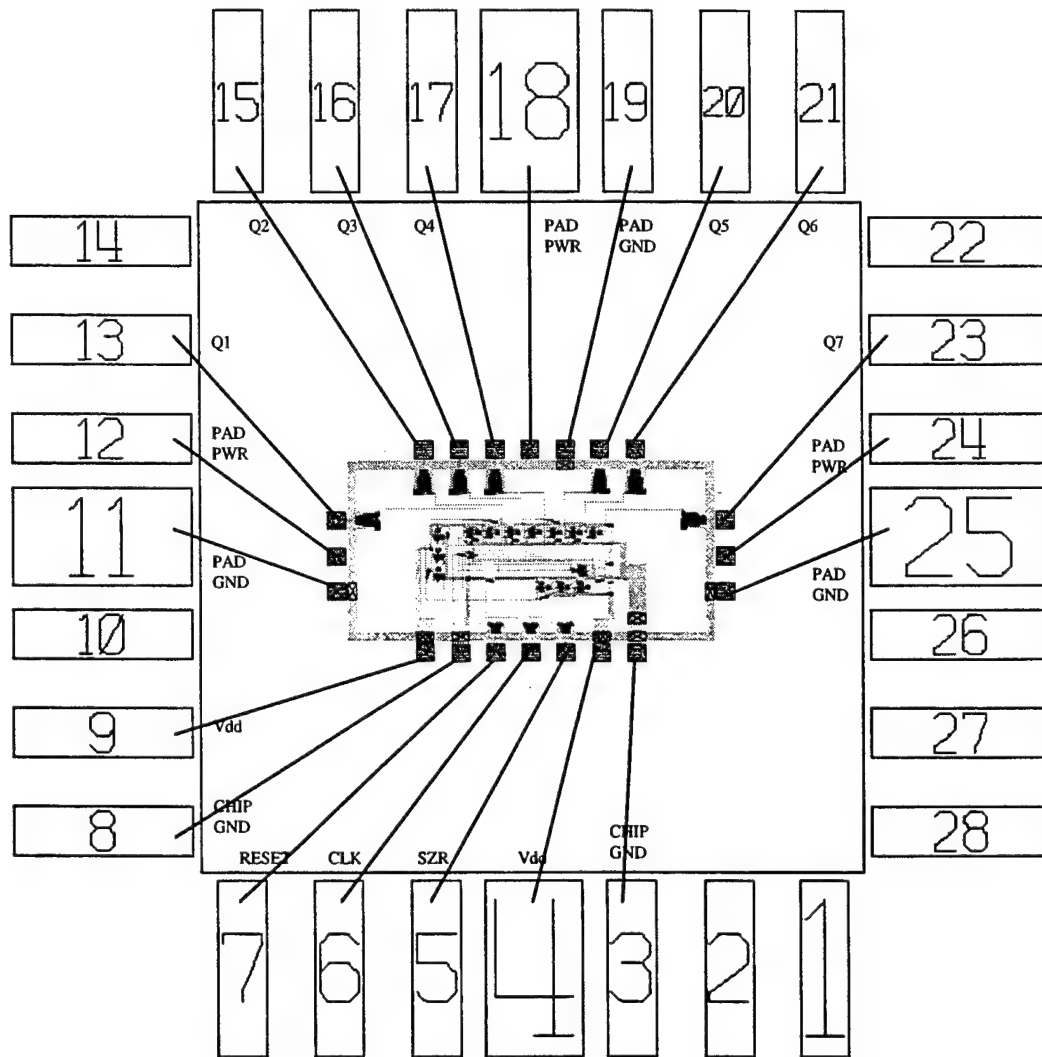 15 16 17 18 19 20 21
Q2 Q3 Q4 PAD PAD Q5 Q6
PWR GND
14 22
13 Q1 Q7 23
12 PAD PAD 24
PWR PWR
11 25
PAD PAD
GND GND
10 26
9 Vdd 27
8 CHIP 28
GND
CHIP
RESET CLK SZR Vdd GND
7 6 5 4 3 2 1